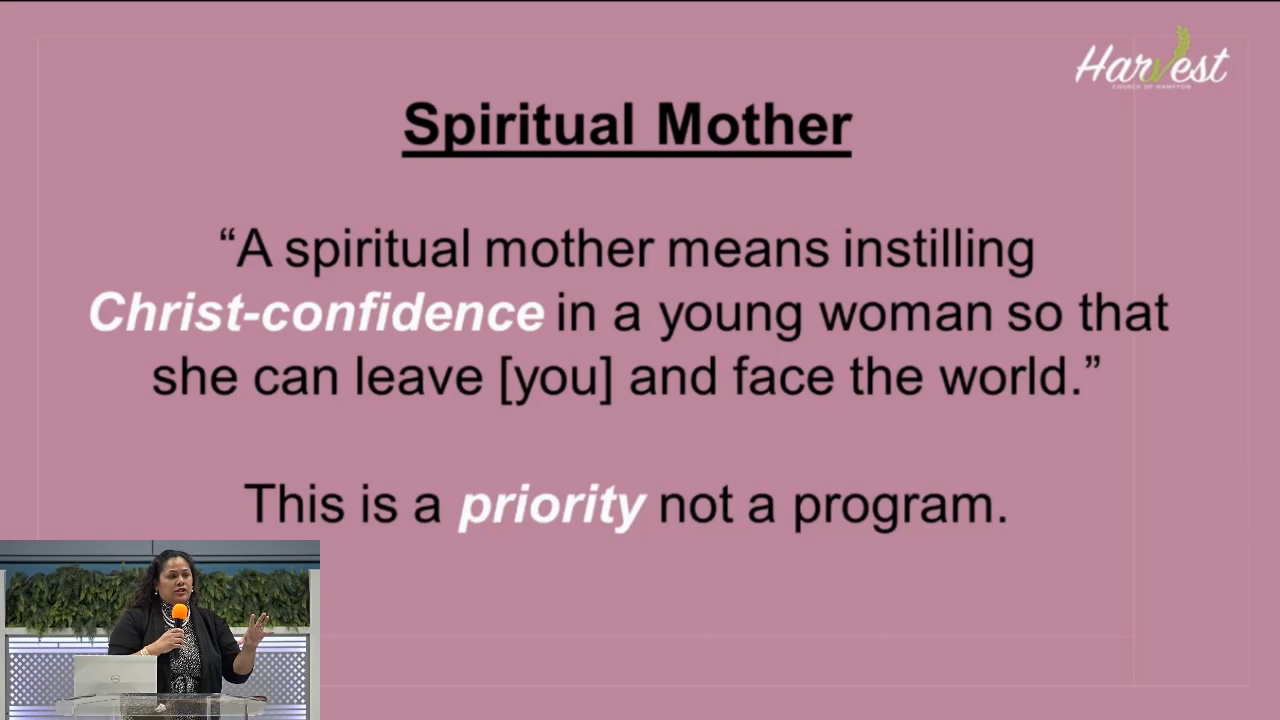 Harvest
CHURCH OF HAMPTON
Spiritual Mother
“A spiritual mother means instilling
Christ-confidence in a young woman so that
she can leave [you] and face the world.”
This is a priority not a program.